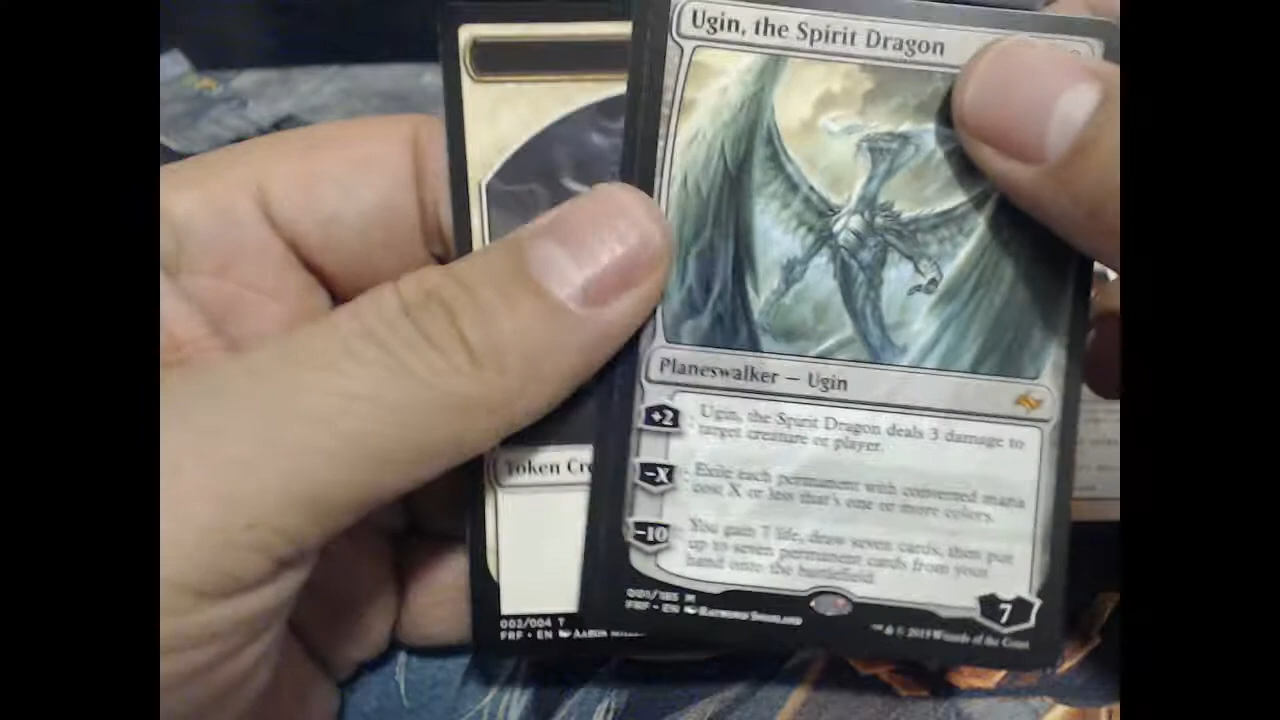 Ugin, the Spirit Dragon
Planeswalker — Ugin
+2 : Ugin, the Spirit Dragon deals 3 damage to
target creature or player.
−X : Exile each permanent with converted mana
cost X or less that's one or more colors.
−10 : You gain 7 life, draw seven cards, then put
up to seven permanent cards from your
hand onto the battlefield.
7
001/185 M
FRF • EN Raymond Swanland
™ & © 2015 Wizards of the Coast
Token Cre
002/004 T
FRF • EN Aaron